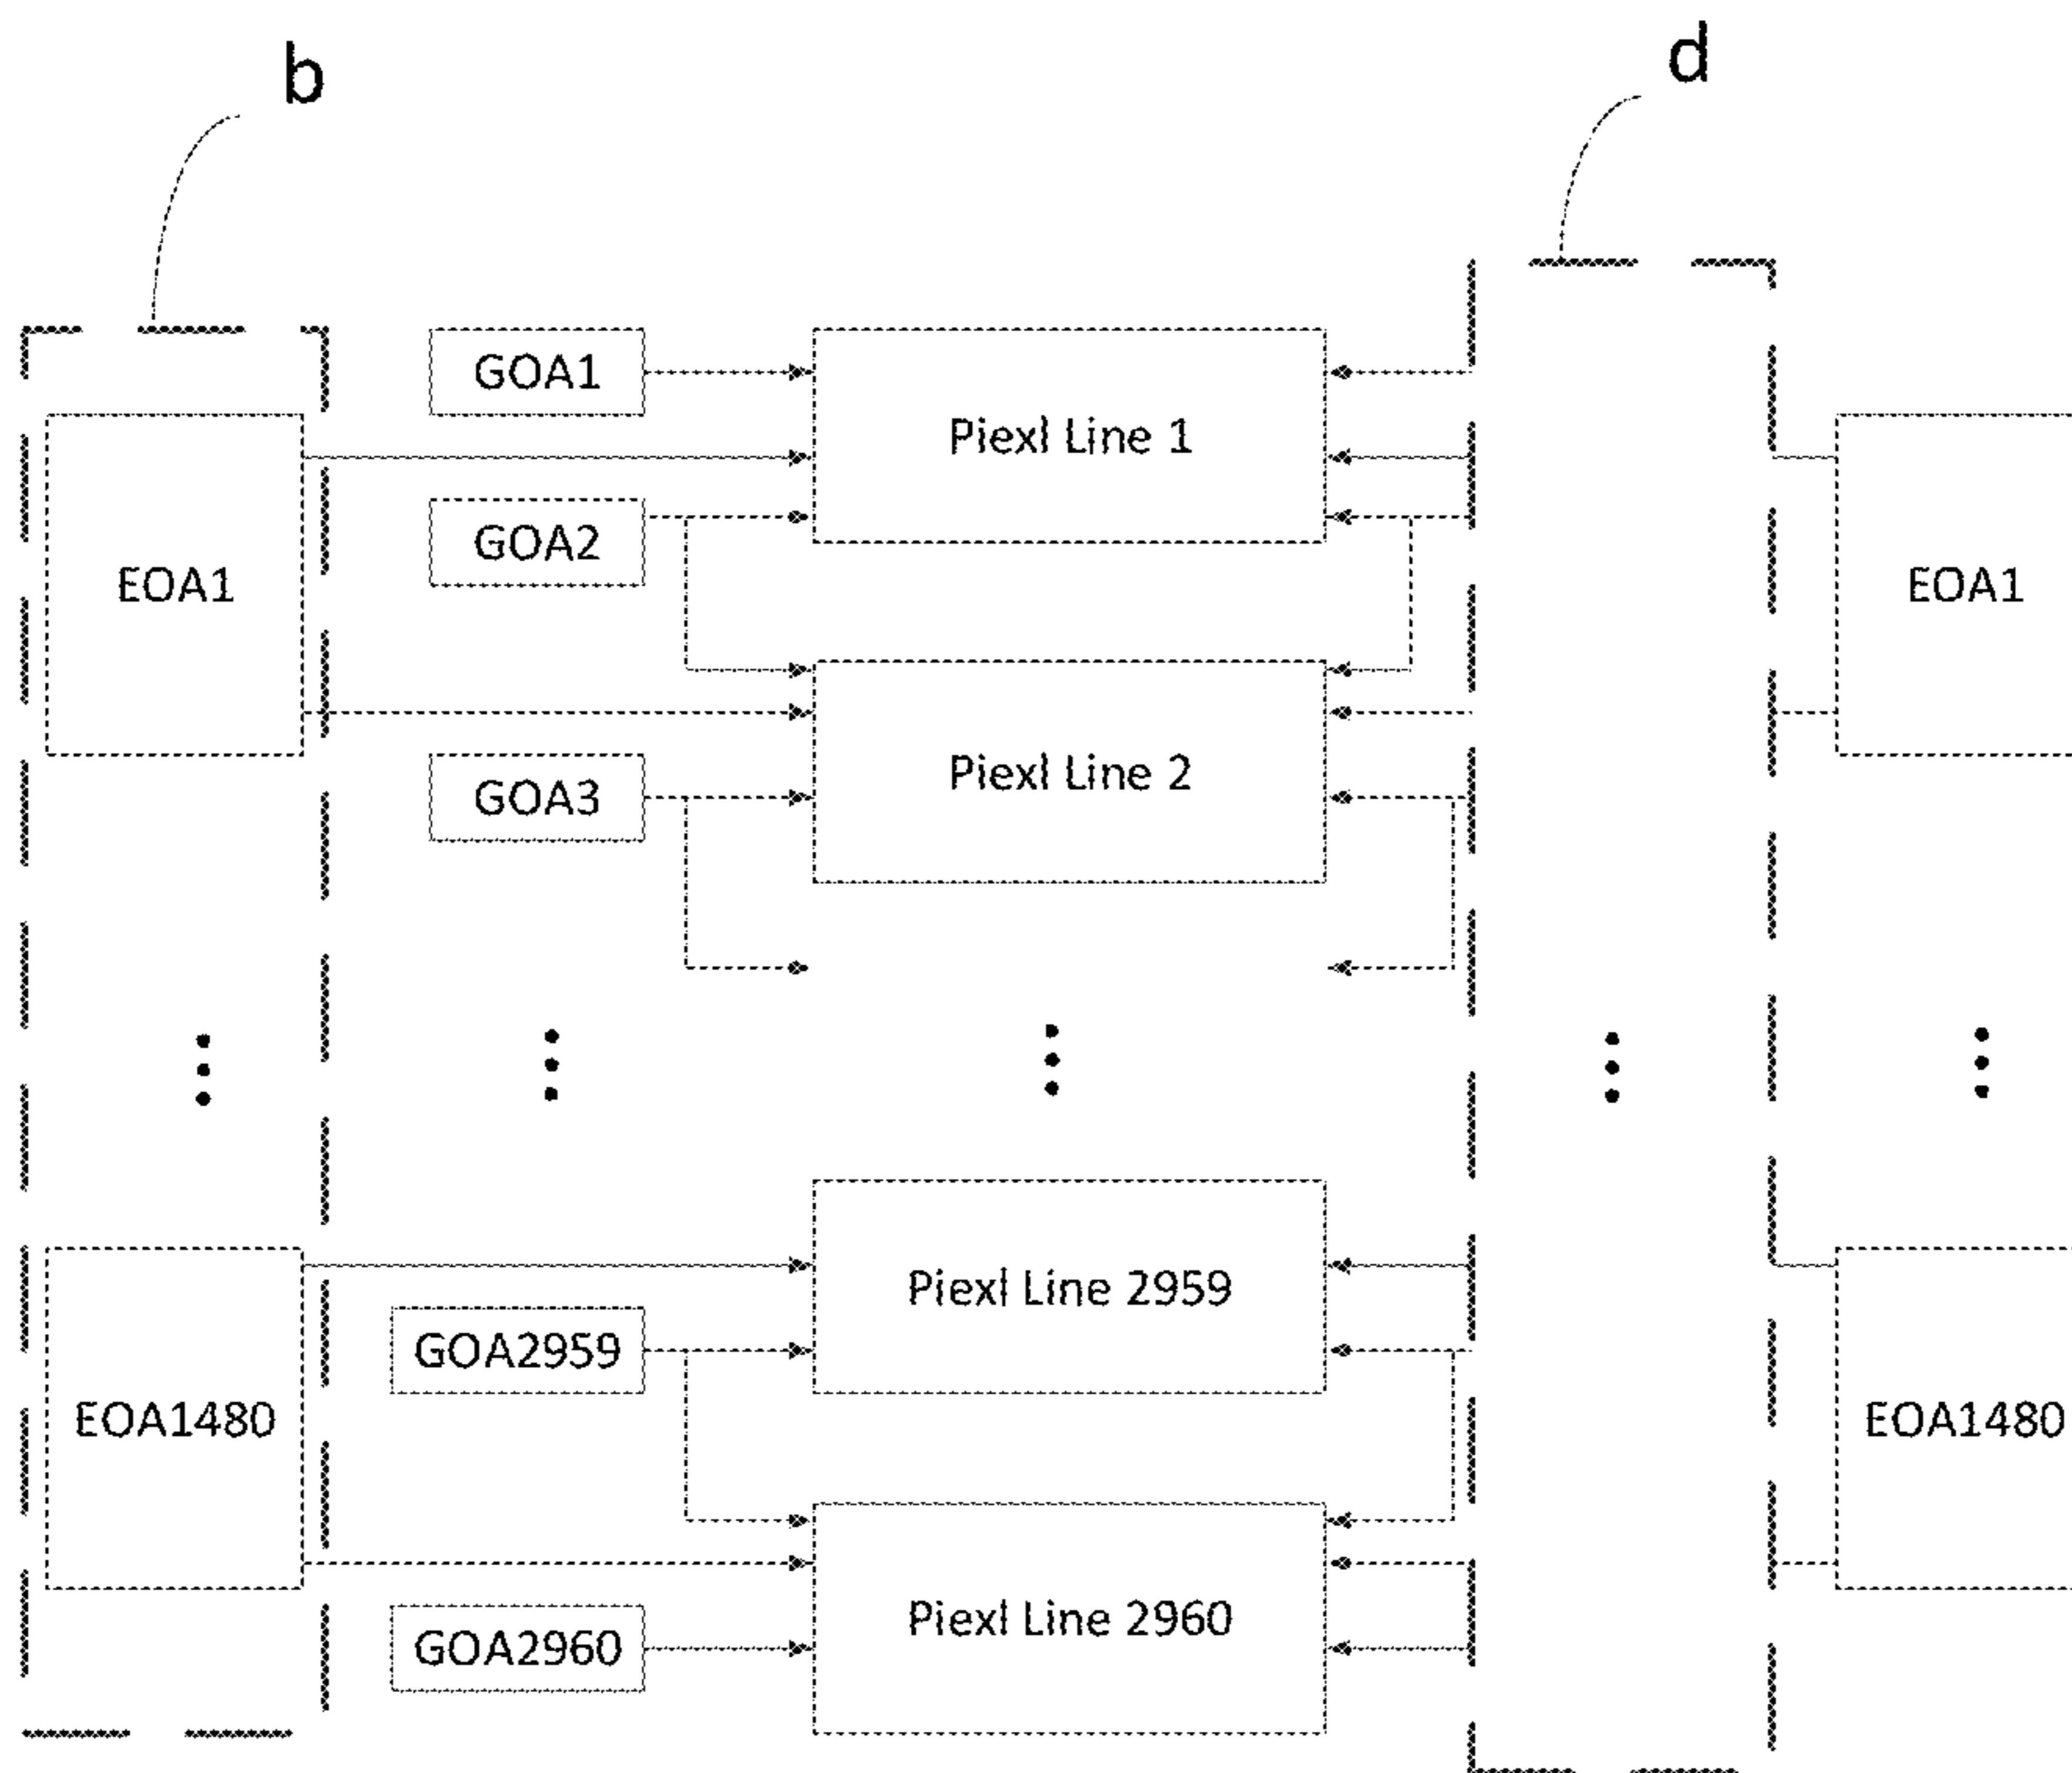 b
d
GOA1
Piexl Line 1
GOA2
EOA1
EOA1
Piexl Line 2
GOA3
Piexl Line 2959
GOA2959
EOA1480
EOA1480
Piexl Line 2960
GOA2960